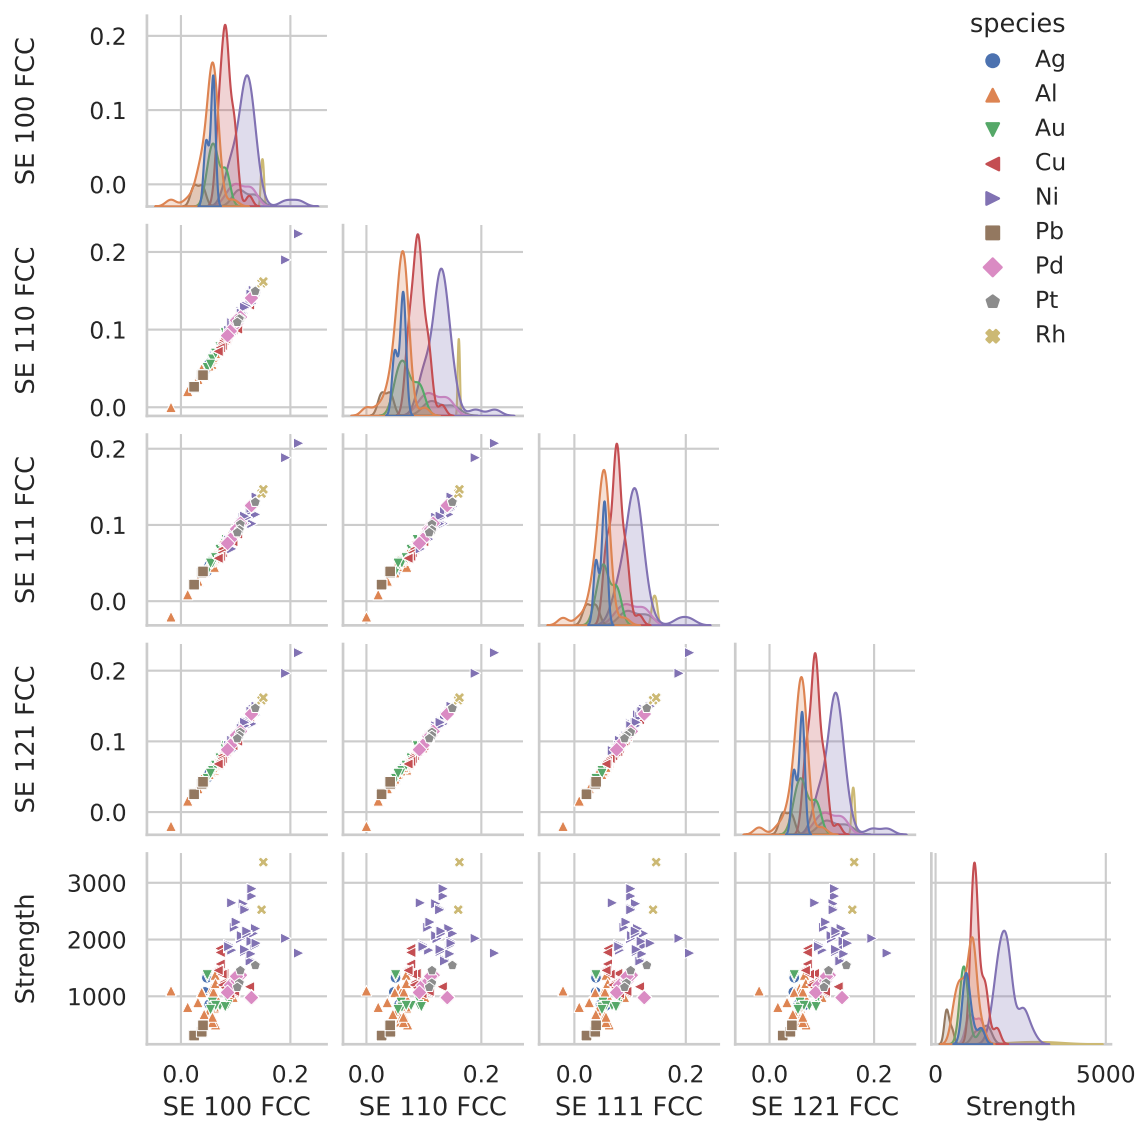 species
Ag
Al
Au
Cu
Ni
Pb
Pd
Pt
Rh
SE 100 FCC
0.2
0.1
0.0
SE 110 FCC
0.2
0.1
0.0
SE 111 FCC
0.2
0.1
0.0
SE 121 FCC
0.2
0.1
0.0
Strength
3000
2000
1000
0.0 0.2 0.0 0.2 0.0 0.2 0.0 0.2 0 5000
SE 100 FCC SE 110 FCC SE 111 FCC SE 121 FCC Strength